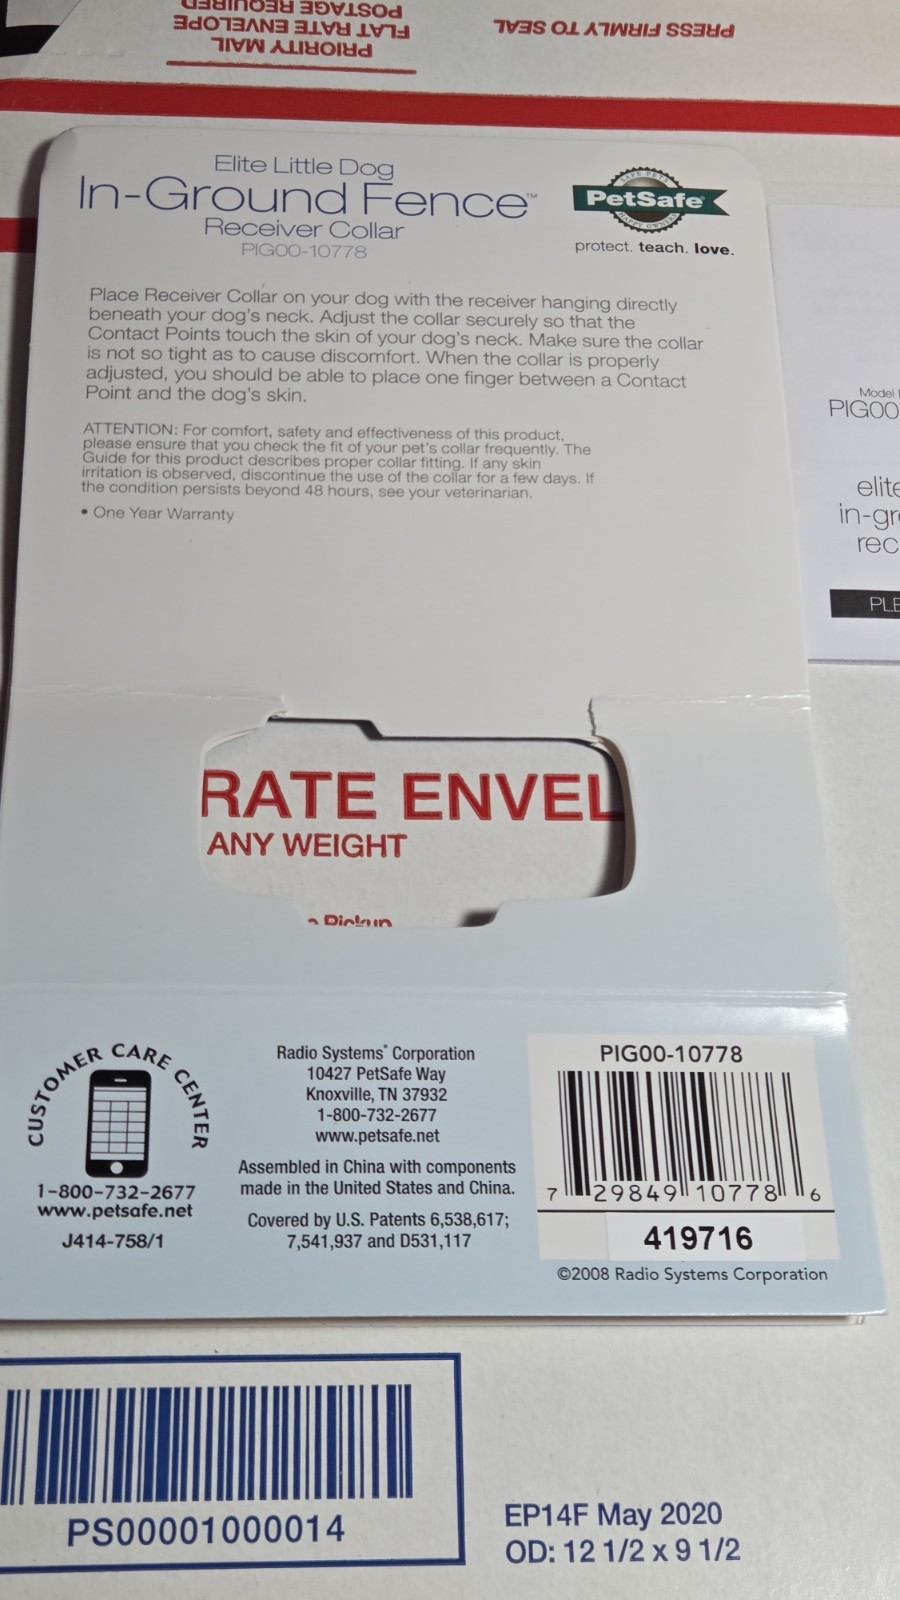 POSTAGE REQUIRED
FLAT RATE ENVELOPE
PRIORITY MAIL
PRESS FIRMLY TO SEAL
Elite Little Dog
In-Ground Fence™
Receiver Collar
PIG00-10778
SAFE PETS
PetSafe®
HAPPY OWNERS
protect. teach. love.
Place Receiver Collar on your dog with the receiver hanging directly
beneath your dog's neck. Adjust the collar securely so that the
Contact Points touch the skin of your dog's neck. Make sure the collar
is not so tight as to cause discomfort. When the collar is properly
adjusted, you should be able to place one finger between a Contact
Point and the dog's skin.
ATTENTION: For comfort, safety and effectiveness of this product,
please ensure that you check the fit of your pet's collar frequently. The
Guide for this product describes proper collar fitting. If any skin
irritation is observed, discontinue the use of the collar for a few days. If
the condition persists beyond 48 hours, see your veterinarian.
• One Year Warranty
Model
PIG00
elite
in-gr
rec
PLE
RATE ENVEL
ANY WEIGHT
Pickup
CUSTOMER CARE CENTER
1-800-732-2677
www.petsafe.net
J414-758/1
Radio Systems® Corporation
10427 PetSafe Way
Knoxville, TN 37932
1-800-732-2677
www.petsafe.net
Assembled in China with components
made in the United States and China.
Covered by U.S. Patents 6,538,617;
7,541,937 and D531,117
PIG00-10778
7 29849 10778 6
419716
©2008 Radio Systems Corporation
PS00001000014
EP14F May 2020
OD: 12 1/2 x 9 1/2